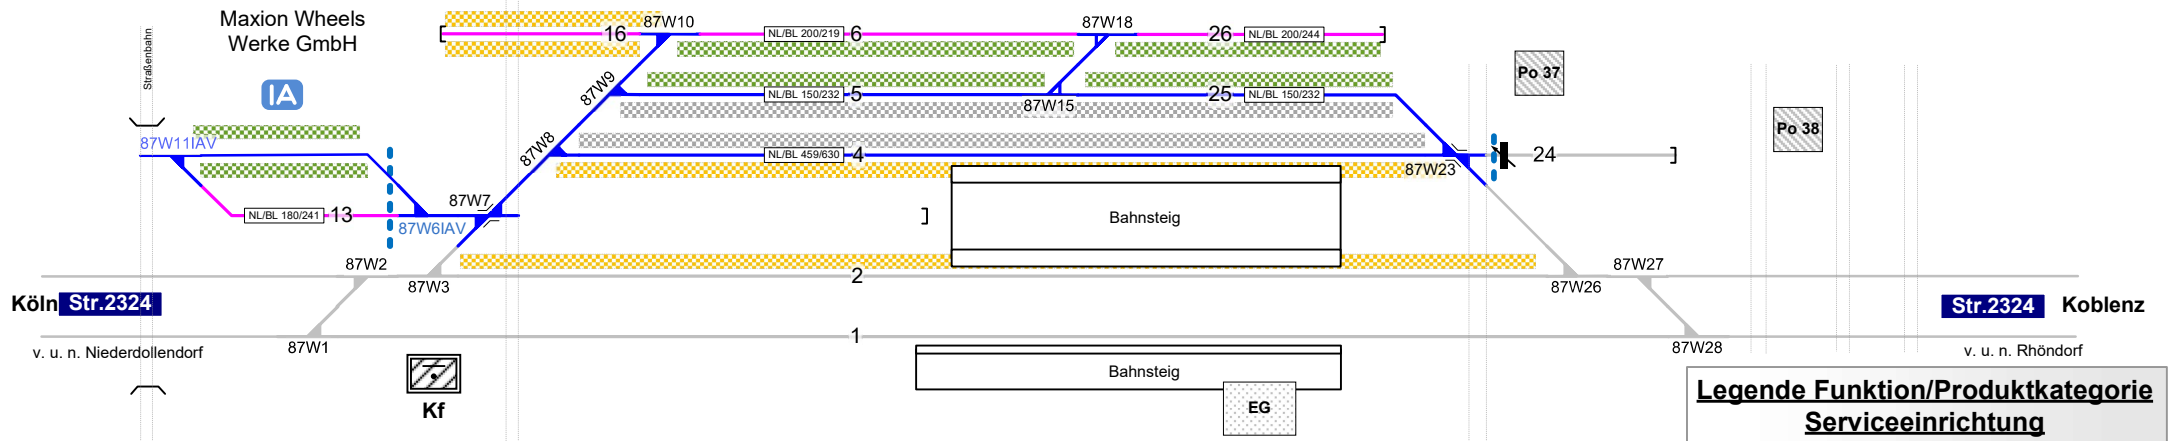 Maxion Wheels
Werke GmbH
Straßenbahn
IA
16
87W10
NL/BL 200/219
6
87W18
26
NL/BL 200/244
Po 37
87W9
NL/BL 150/232
5
87W15
25
NL/BL 150/232
Po 38
87W11IAV
87W8
NL/BL 459/630
4
87W23
24
87W7
NL/BL 180/241
13
87W6IAV
Bahnsteig
87W2
87W3
2
87W27
87W26
Köln
Str.2324
Str.2324
Koblenz
1
87W1
87W28
v. u. n. Niederdollendorf
v. u. n. Rhöndorf
Kf
Bahnsteig
EG
Legende Funktion/Produktkategorie
Serviceeinrichtung